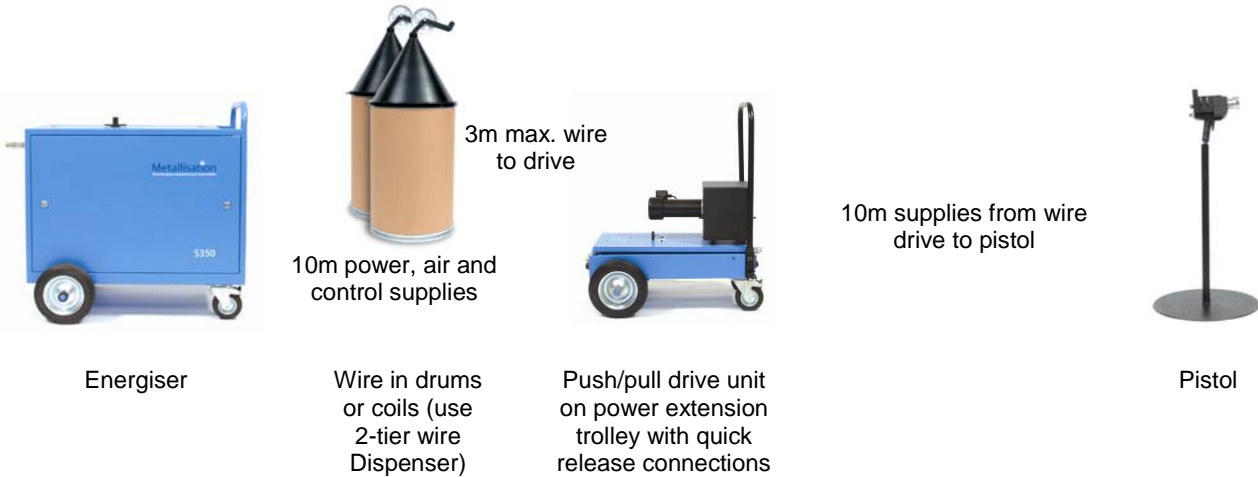 Metallisation
S350
3m max. wire
to drive
10m power, air and
control supplies
10m supplies from wire
drive to pistol
Energiser
Wire in drums
or coils (use
2-tier wire
Dispenser)
Push/pull drive unit
on power extension
trolley with quick
release connections
Pistol